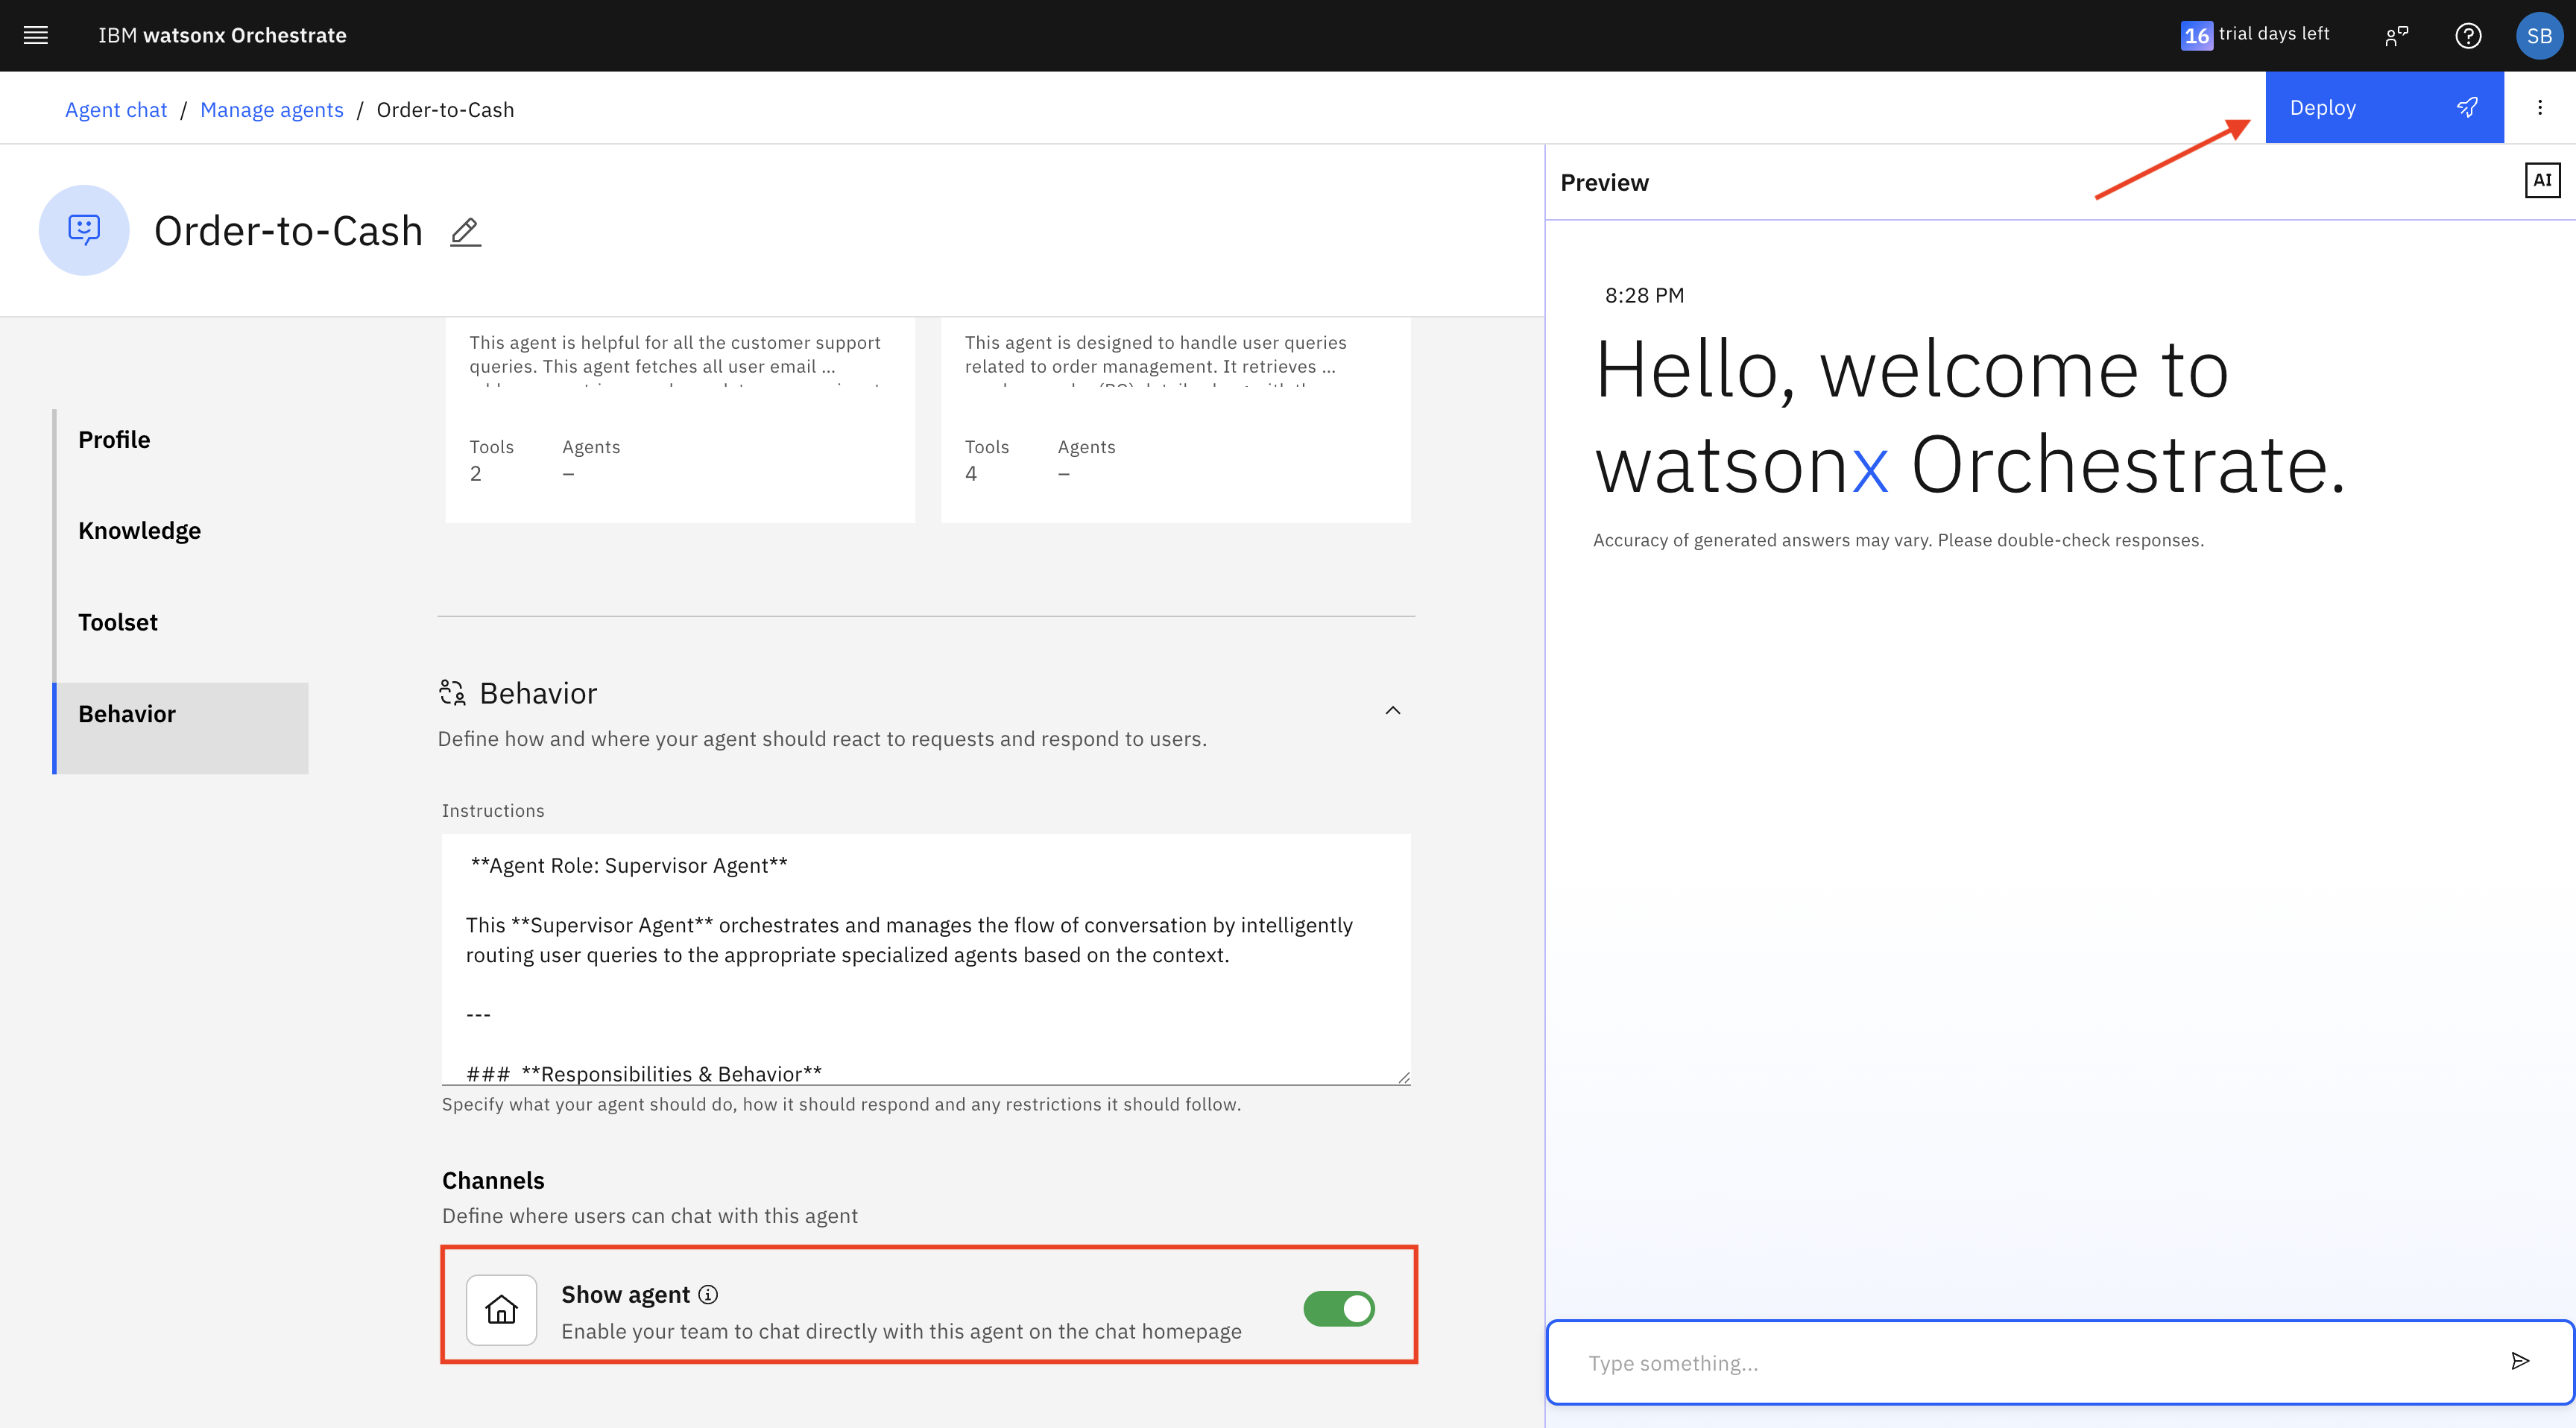 IBM watsonx Orchestrate
16 trial days left
SB
Agent chat / Manage agents / Order-to-Cash
Deploy
Order-to-Cash
This agent is helpful for all the customer support
queries. This agent fetches all user email ...
Tools Agents
2 –
This agent is designed to handle user queries
related to order management. It retrieves ...
Tools Agents
4 –
Profile
Knowledge
Toolset
Behavior
Behavior
Define how and where your agent should react to requests and respond to users.
Instructions
**Agent Role: Supervisor Agent**
This **Supervisor Agent** orchestrates and manages the flow of conversation by intelligently
routing user queries to the appropriate specialized agents based on the context.
---
### **Responsibilities & Behavior**
Specify what your agent should do, how it should respond and any restrictions it should follow.
Channels
Define where users can chat with this agent
Show agent
Enable your team to chat directly with this agent on the chat homepage
Preview
AI
8:28 PM
Hello, welcome to
watsonx Orchestrate.
Accuracy of generated answers may vary. Please double-check responses.
Type something...